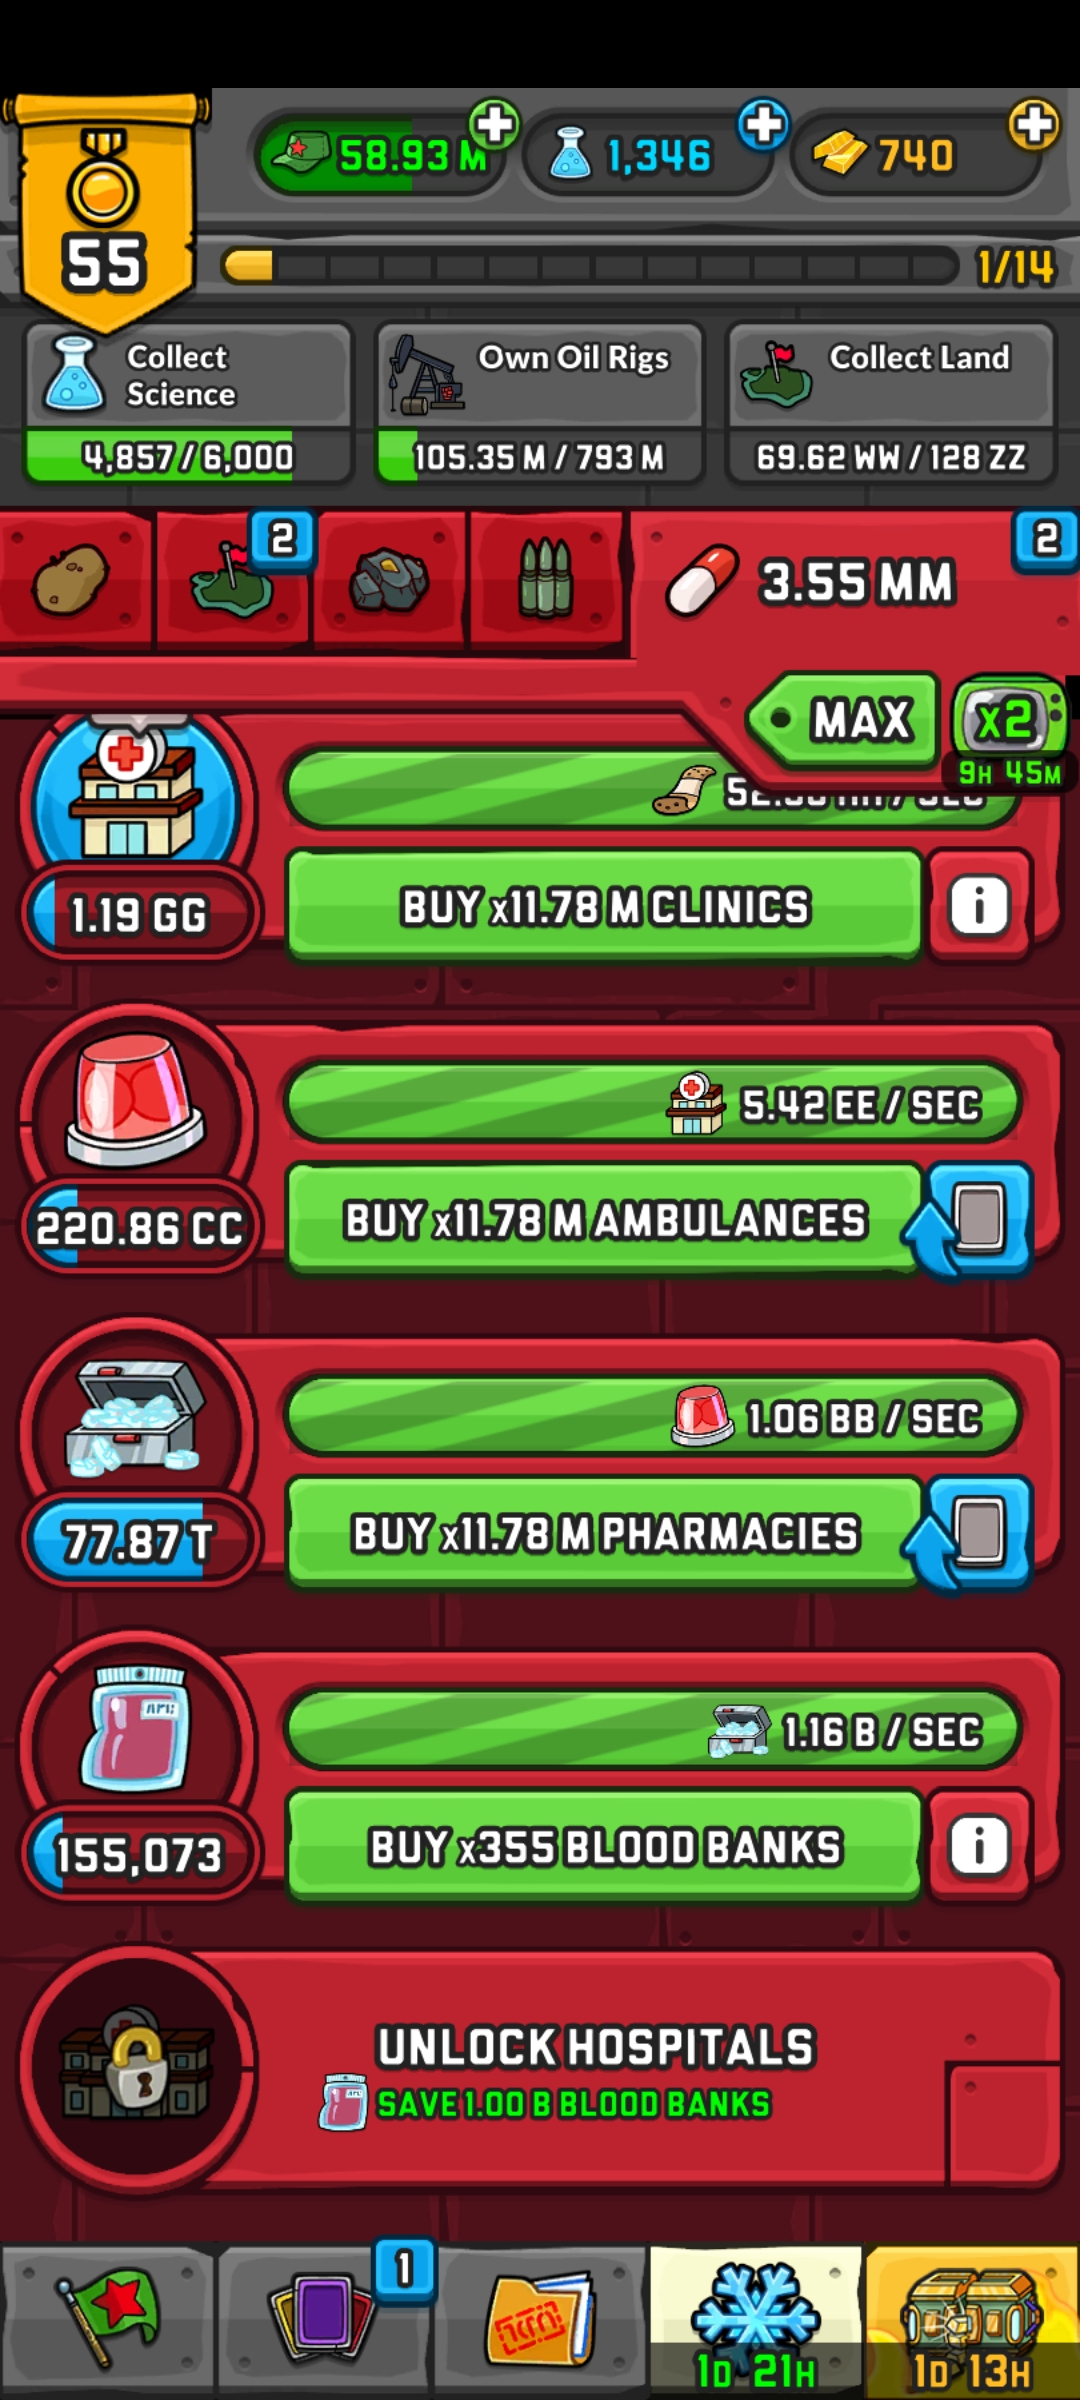 58.93 M
1,346
740
55
1/14
Collect
Science
4,857/6,000
Own Oil Rigs
105.35 M / 793 M
Collect Land
69.62 WW / 128 ZZ
2
3.55 MM
2
MAX
x2
9H 45M
/ SEC
1.19 GG
BUY x11.78 M CLINICS
i
5.42 EE / SEC
220.86 CC
BUY x11.78 M AMBULANCES
1.06 BB / SEC
77.87 T
BUY x11.78 M PHARMACIES
1.16 B / SEC
155,073
BUY x355 BLOOD BANKS
i
UNLOCK HOSPITALS
SAVE 1.00 B BLOOD BANKS
1
1D 21H
1D 13H